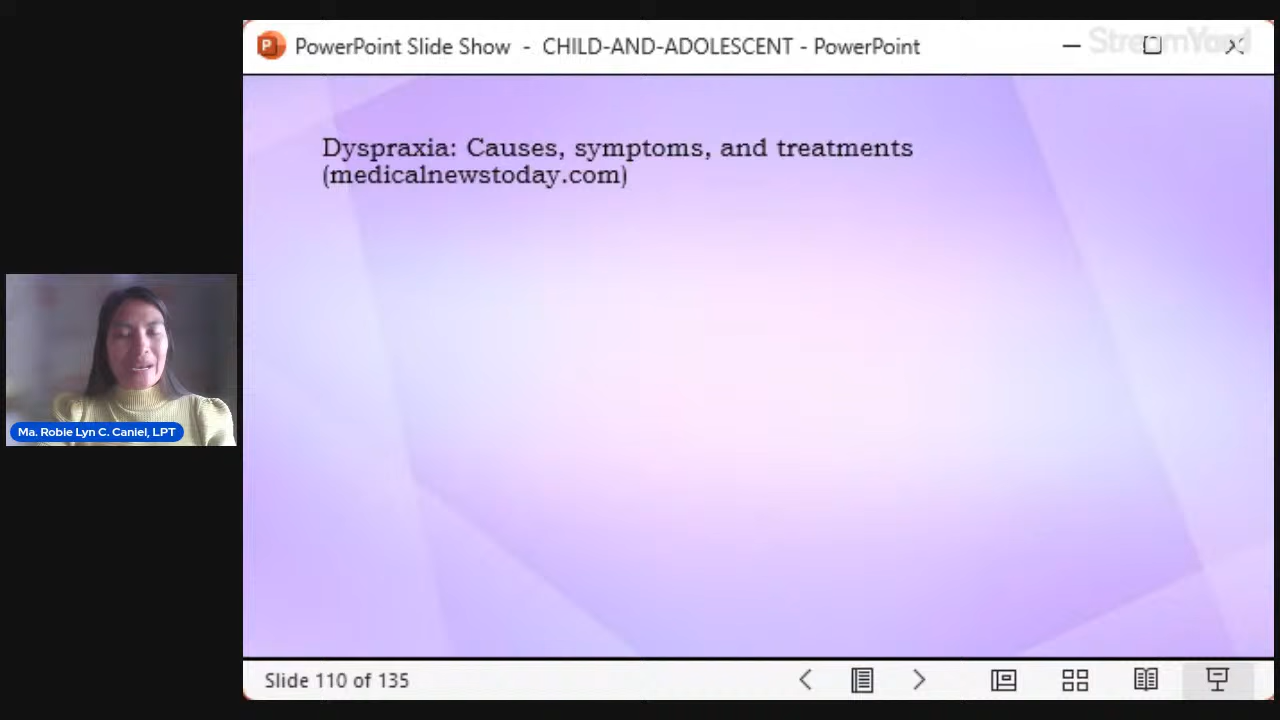 PowerPoint Slide Show - CHILD-AND-ADOLESCENT - PowerPoint
StreamYard
Dyspraxia: Causes, symptoms, and treatments
(medicalnewstoday.com)
Ma. Robie Lyn C. Caniel, LPT
Slide 110 of 135